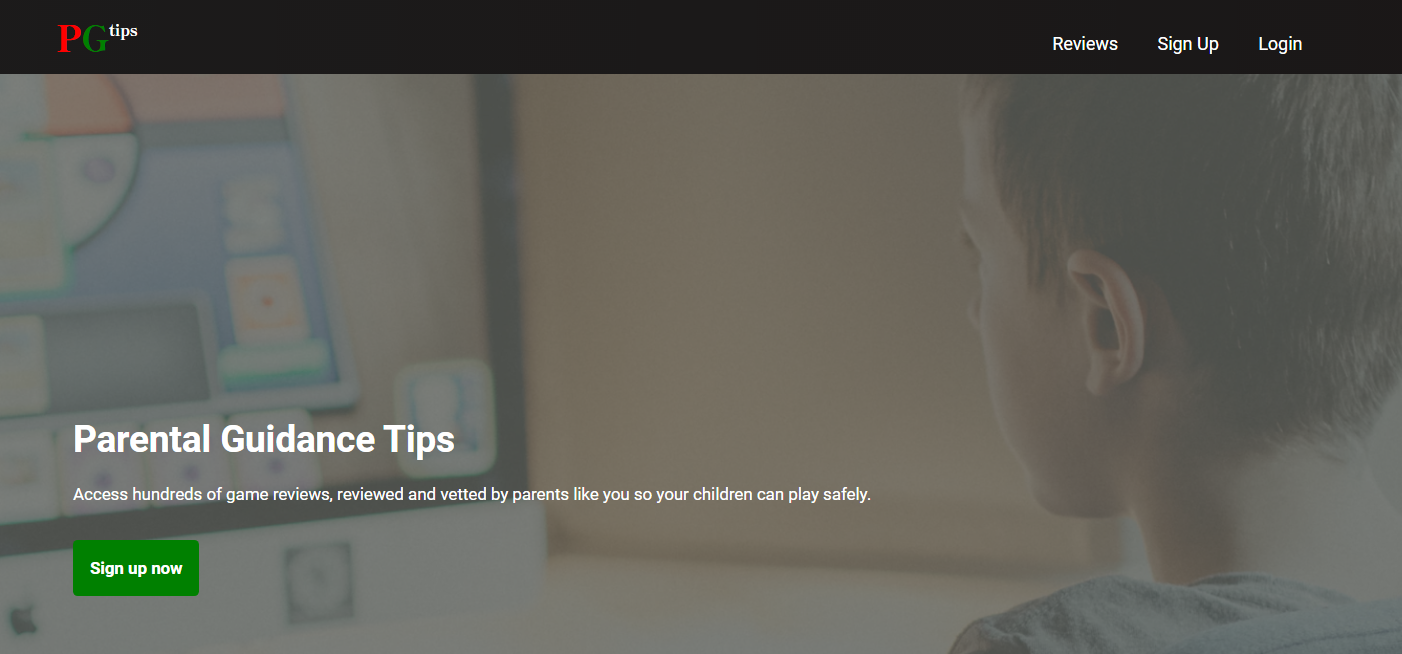 PGtips
Reviews Sign Up Login
Parental Guidance Tips
Access hundreds of game reviews, reviewed and vetted by parents like you so your children can play safely.
Sign up now